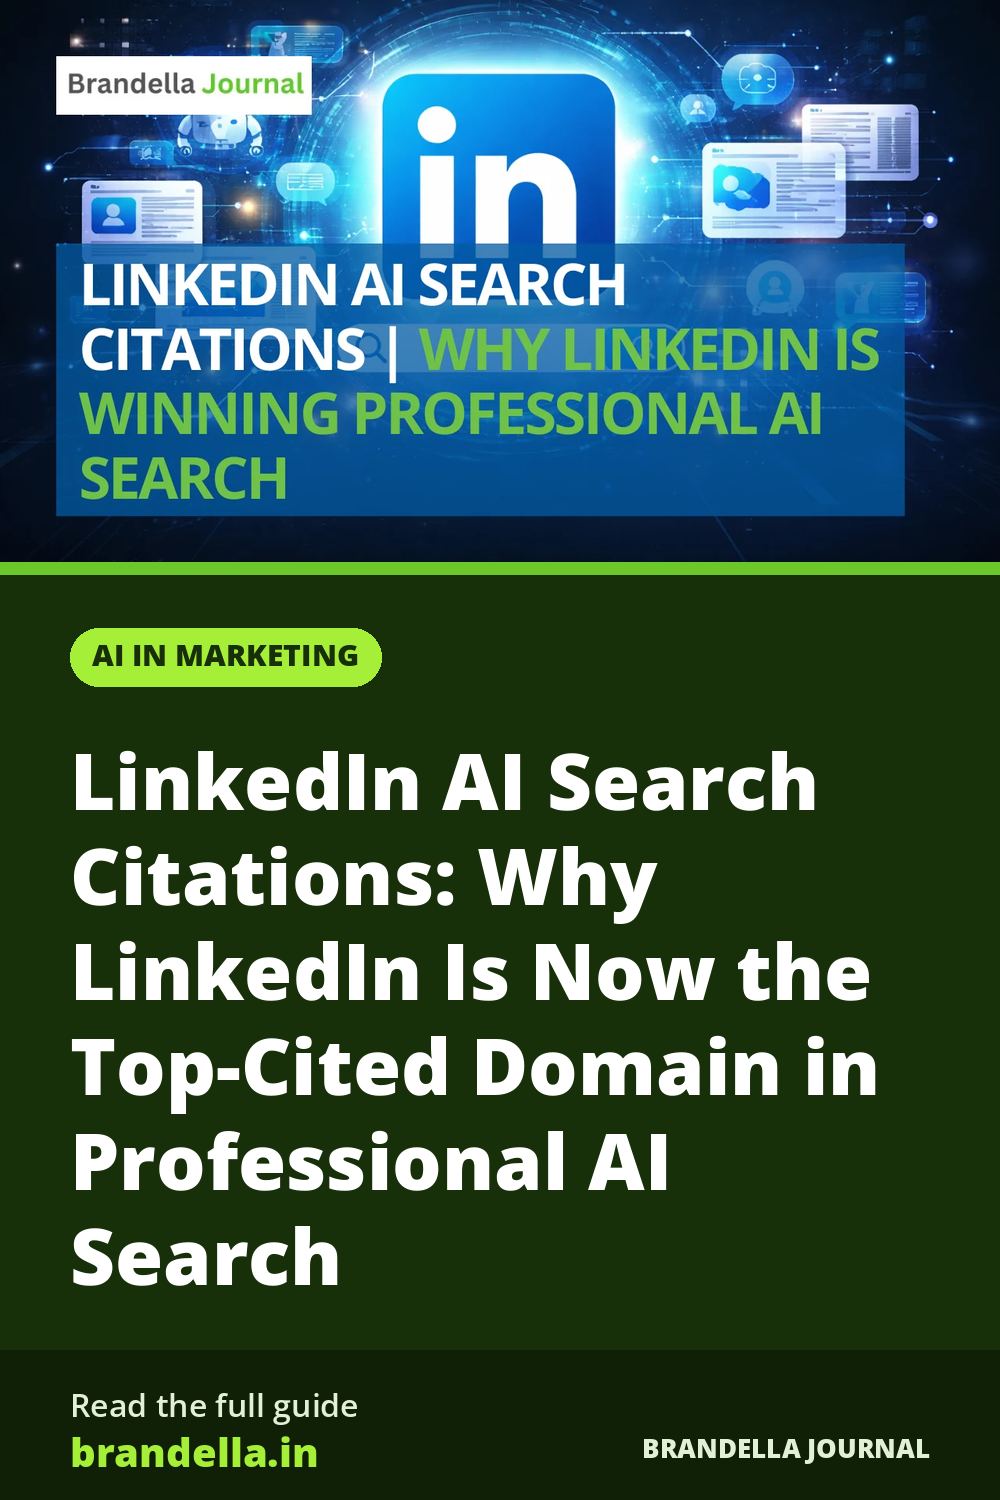 Brandella Journal
in
LINKEDIN AI SEARCH
CITATIONS | WHY LINKEDIN IS
WINNING PROFESSIONAL AI
SEARCH
AI IN MARKETING
LinkedIn AI Search
Citations: Why
LinkedIn Is Now the
Top-Cited Domain in
Professional AI
Search
Read the full guide
brandella.in
BRANDELLA JOURNAL